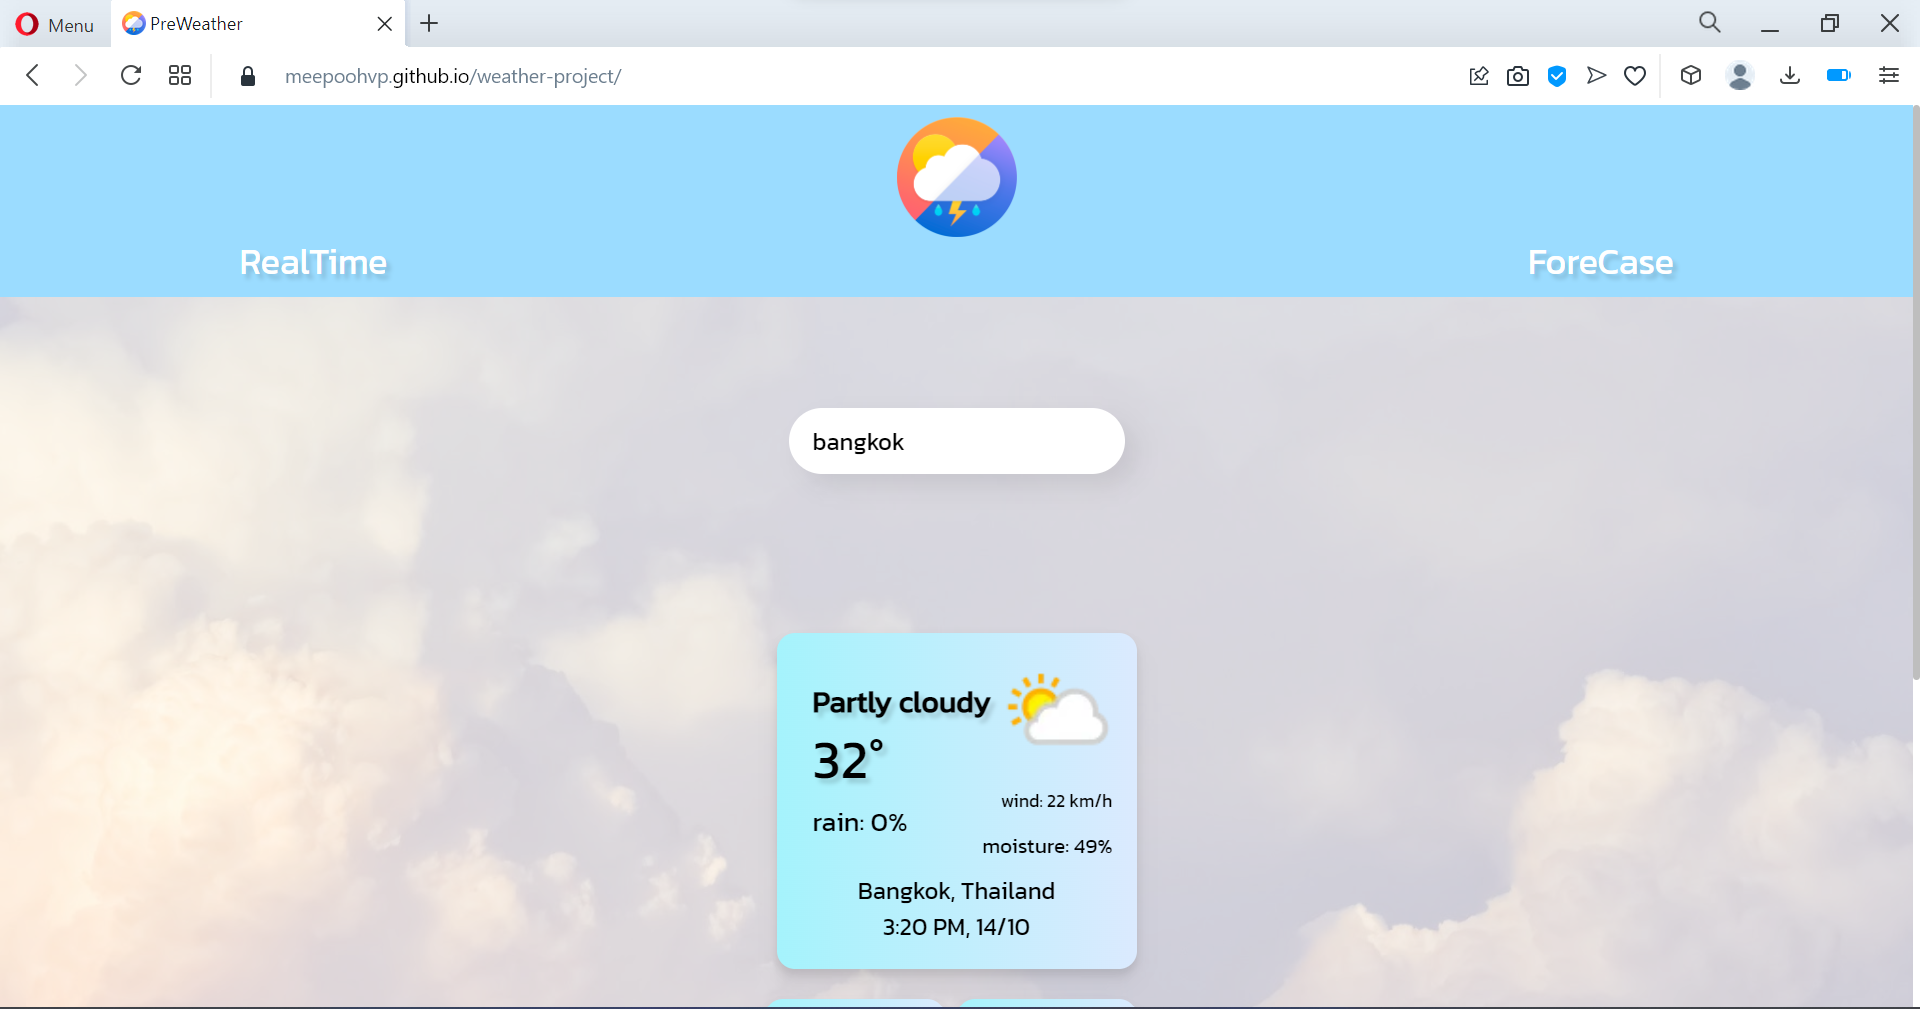 Menu
PreWeather
meepoohvp.github.io/weather-project/
RealTime
ForeCase
bangkok
Partly cloudy
32°
wind: 22 km/h
rain: 0%
moisture: 49%
Bangkok, Thailand
3:20 PM, 14/10